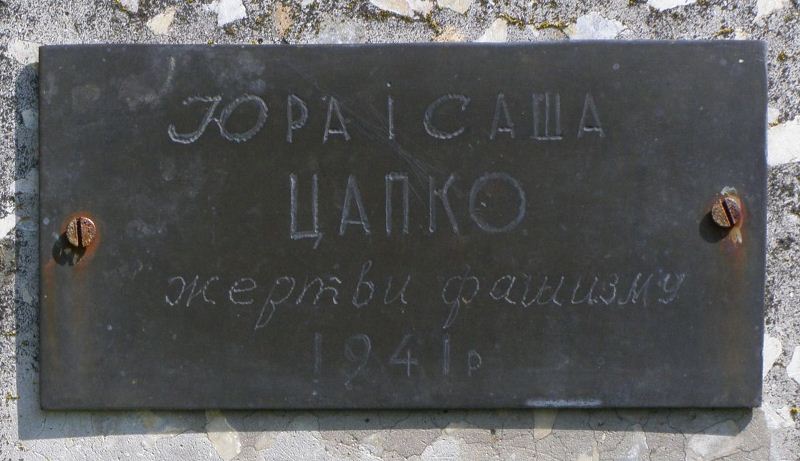 Юра і Саша
ЦАПКО
жертви фашизму
1941р